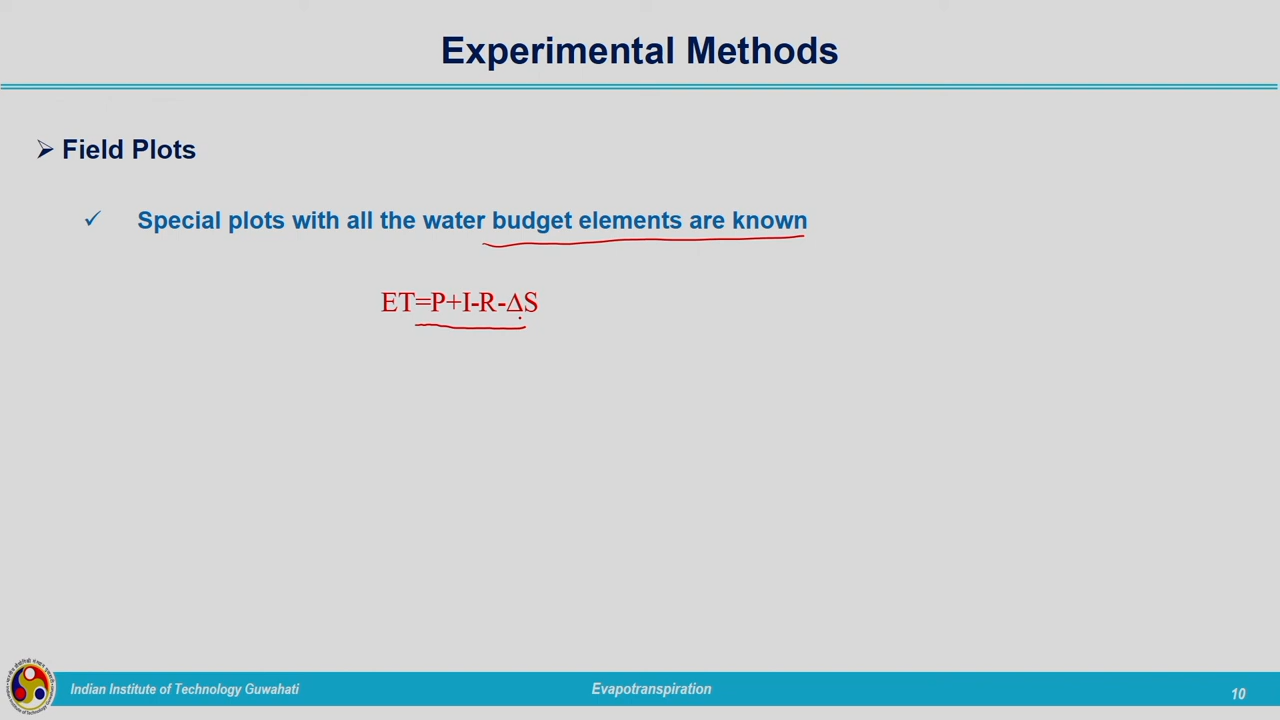 Experimental Methods
➢ Field Plots
✓ Special plots with all the water budget elements are known
ET=P+I-R-ΔS
Indian Institute of Technology Guwahati
Evapotranspiration
10